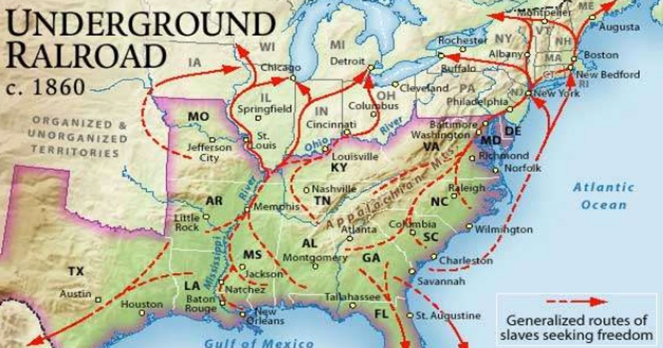 UNDERGROUND
RALROAD
c. 1860
ORGANIZED &
UNORGANIZED
TERRITORIES
IA
WI
MI
IL
IN
OH
PA
NY
VT
NH
ME
MA
CT
RI
NJ
MO
KY
VA
MD
DE
AR
TN
NC
SC
MS
AL
GA
TX
LA
FL
Montpelier
Augusta
Rochester
Albany
Boston
Buffalo
New Bedford
Chicago
Detroit
Cleveland
New York
Philadelphia
Springfield
Columbus
Cincinnati
Baltimore
Washington
Jefferson
City
St.
Louis
Ohio
River
Louisville
Richmond
Norfolk
Nashville
Raleigh
Appalachian Mts.
Memphis
Little
Rock
Mississippi
River
Columbia
Atlanta
Wilmington
Montgomery
Charleston
Savannah
Jackson
Natchez
Austin
Houston
Baton
Rouge
New
Orleans
Tallahassee
St. Augustine
Gulf of Mexico
Atlantic
Ocean
Generalized routes of
slaves seeking freedom